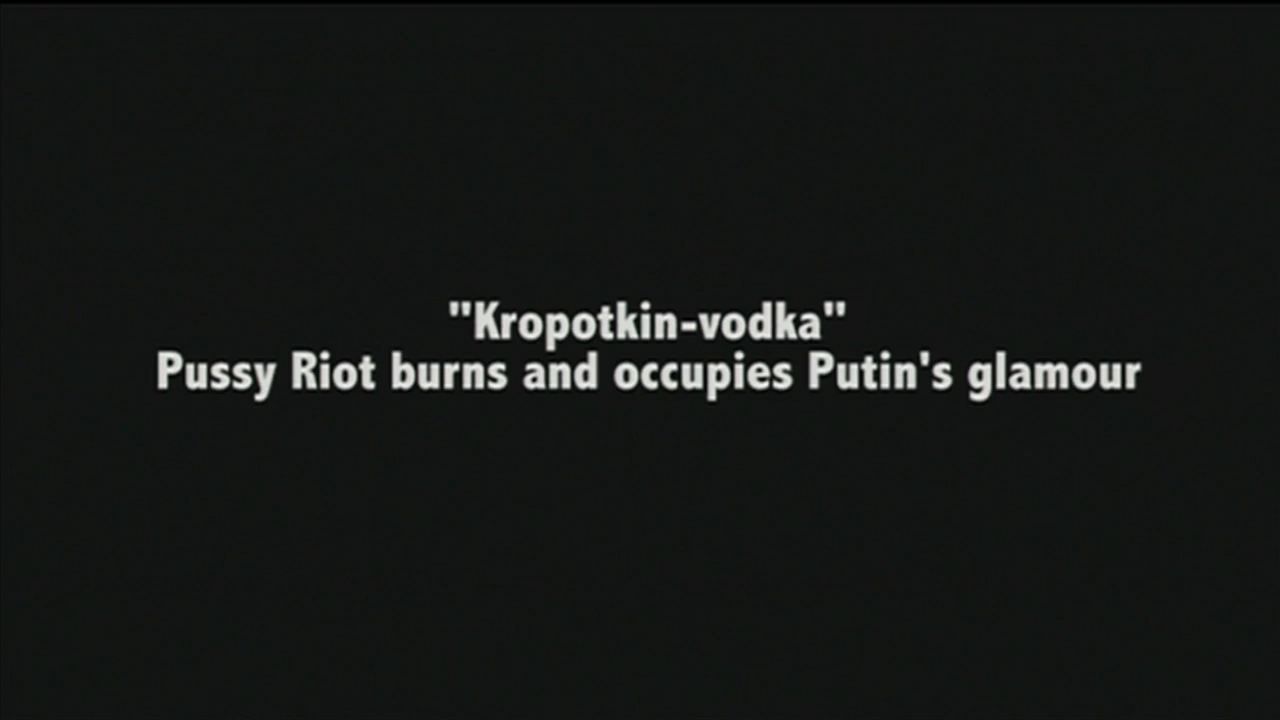 "Kropotkin-vodka"
Pussy Riot burns and occupies Putin's glamour